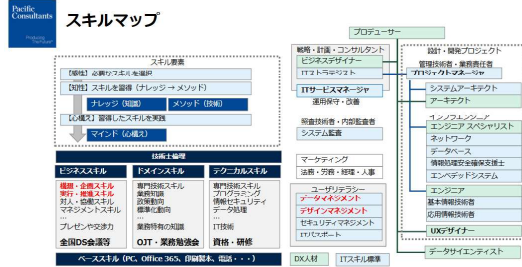 Pacific
Consultants
Producing
The Future
スキルマップ
スキル要素
【感性】必要なスキルを選択
【知性】スキルを習得（ナレッジ → メソッド）
ナレッジ（知識）
メソッド（技術）
【心構え】習得したスキルを実践
マインド（心構え）
技術士倫理
ビジネススキル
構想・企画スキル
実行・推進スキル
対人・協働スキル
マネジメントスキル
…
プレゼンや交渉力
全国DS会議等
ドメインスキル
専門技術スキル
業務知識
政策動向
標準化動向
…
業務特有の知識
OJT・業務勉強会
テクニカルスキル
専門技術スキル
プログラミング
情報セキュリティ
データ処理
…
IT技術
資格・研修
ベーススキル（PC、Office 365、印刷製本、電話・・・）
プロデューサー
戦略・計画・コンサルタント
ビジネスデザイナー
ITストラテジスト
ITサービスマネージャ
運用保守・改善
照査技術者・内部監査者
システム監査
マーケティング
法務・労務・経理・人事
ユーザリテラシー
データマネジメント
デザインマネジメント
セキュリティマネジメント
ITパスポート
DX人材
ITスキル標準
設計・開発プロジェクト
管理技術者・業務責任者
プロジェクトマネージャ
システムアーキテクト
アーキテクト
エンジニア スペシャリスト
ネットワーク
データベース
情報処理安全確保支援士
エンベデッドシステム
エンジニア
基本情報技術者
応用情報技術者
UXデザイナー
データサイエンティスト